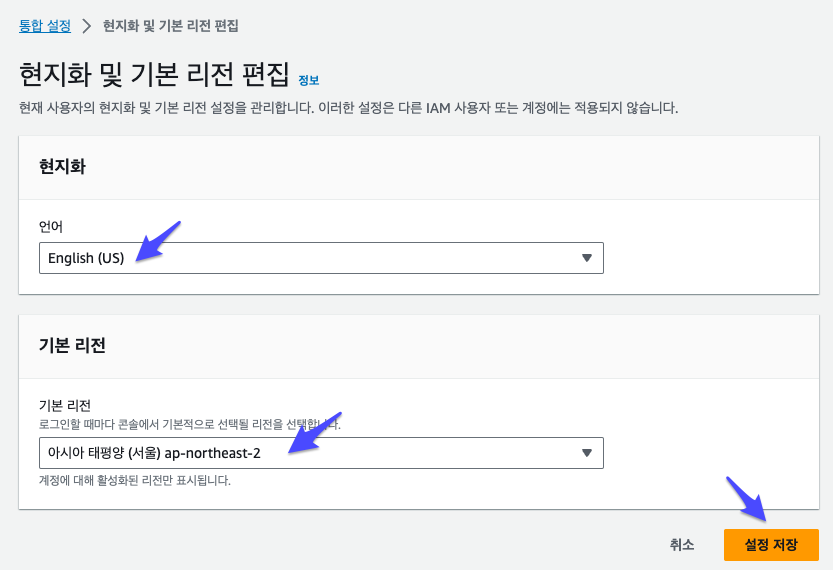 통합 설정 > 현지화 및 기본 리전 편집
현지화 및 기본 리전 편집 정보
현재 사용자의 현지화 및 기본 리전 설정을 관리합니다. 이러한 설정은 다른 IAM 사용자 또는 계정에는 적용되지 않습니다.
현지화
언어
English (US)
기본 리전
기본 리전
로그인할 때마다 콘솔에서 기본적으로 선택될 리전을 선택합니다.
아시아 태평양 (서울) ap-northeast-2
계정에 대해 활성화된 리전만 표시됩니다.
취소 설정 저장